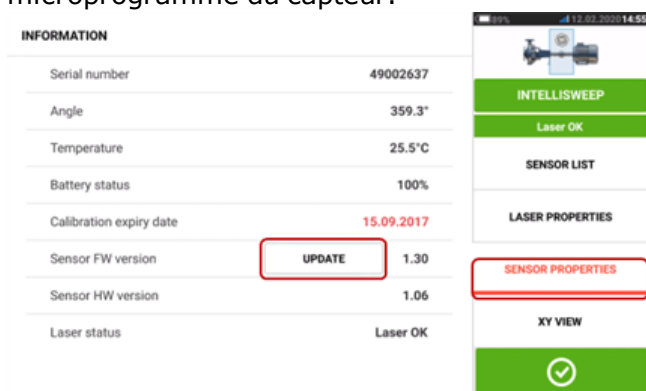 microprogramme du capteur.
INFORMATION
Serial number 49002637
Angle 359.3°
Temperature 25.5°C
Battery status 100%
Calibration expiry date 15.09.2017
Sensor FW version UPDATE 1.30
Sensor HW version 1.06
Laser status Laser OK
89% 12.02.2020 14:55
INTELLISWEEP
Laser OK
SENSOR LIST
LASER PROPERTIES
SENSOR PROPERTIES
XY VIEW